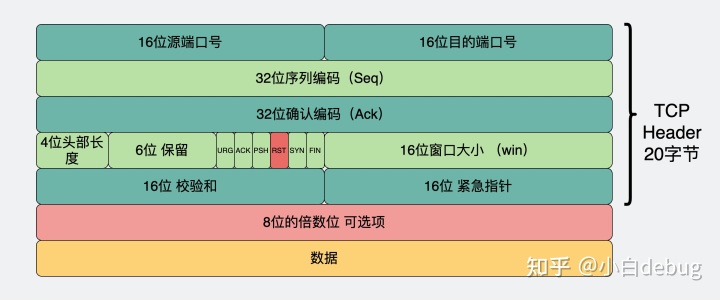 16位源端口号
16位目的端口号
32位序列编码（Seq）
32位确认编码（Ack）
4位头部长
度
6位 保留
URG
ACK
PSH
RST
SYN
FIN
16位窗口大小 （win）
16位 校验和
16位 紧急指针
TCP
Header
20字节
8位的倍数位 可选项
数据
知乎 @小白debug